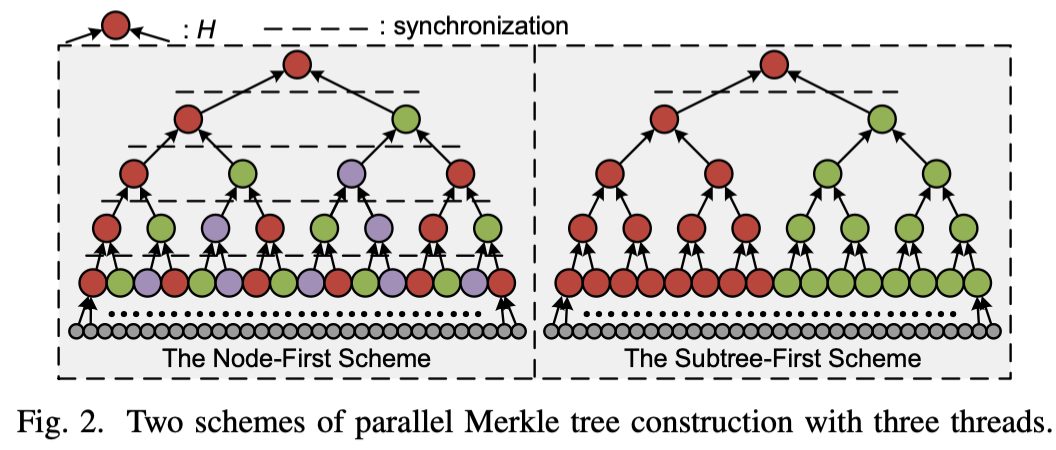 : H
: synchronization
The Node-First Scheme
The Subtree-First Scheme
Fig. 2. Two schemes of parallel Merkle tree construction with three threads.